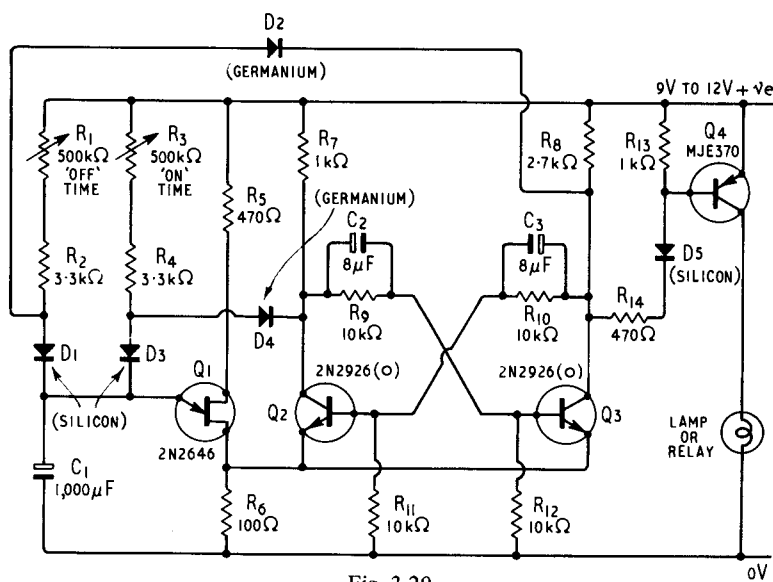 D2
(GERMANIUM)
9V TO 12V + ve
R1
500kΩ
'OFF'
TIME
R3
500kΩ
'ON'
TIME
R7
1kΩ
R8
2·7kΩ
R13
1kΩ
Q4
MJE370
R5
470Ω
(GERMANIUM)
C2
8µF
C3
8µF
R2
3·3kΩ
R4
3·3kΩ
D5
(SILICON)
R9
10kΩ
R10
10kΩ
R14
470Ω
D4
D1
D3
Q1
2N2926(O)
2N2926(O)
(SILICON)
Q2
Q3
2N2646
LAMP
OR
RELAY
C1
1,000µF
R6
100Ω
R11
10kΩ
R12
10kΩ
0V